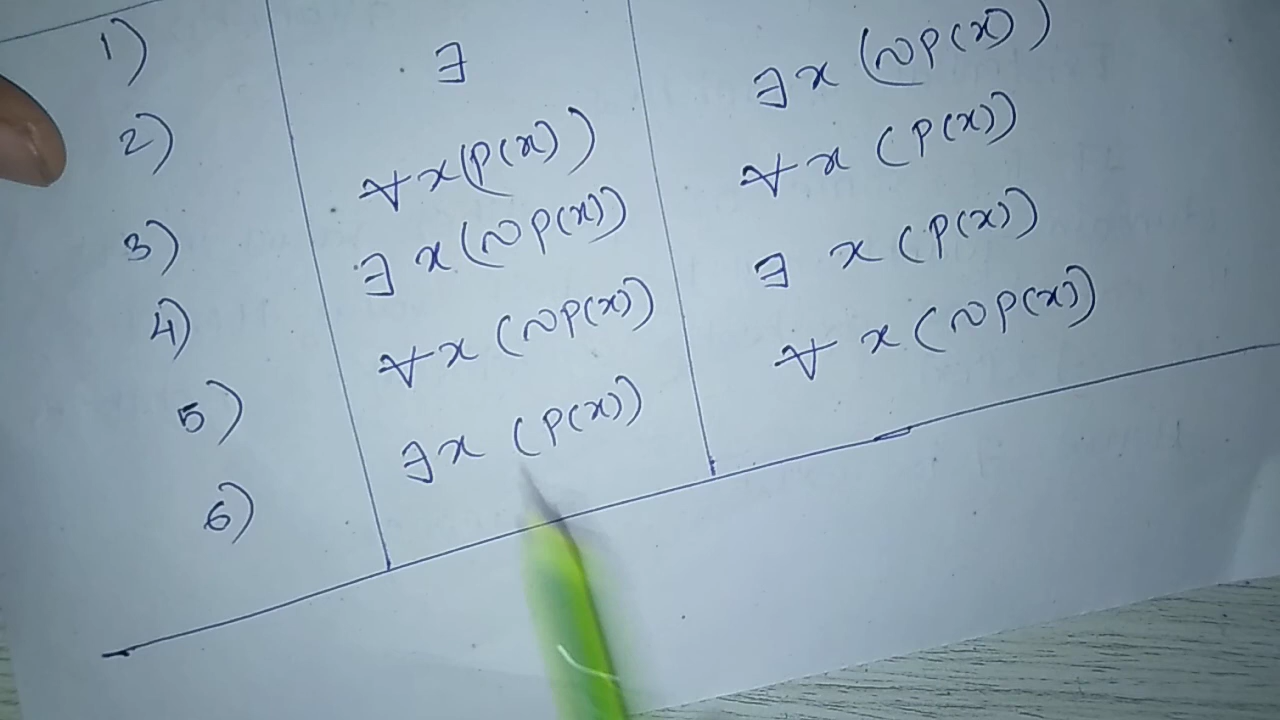 1)
2) ∃
3) ∀ x(P(x)) ∃ x (~P(x))
4) ∃ x(~P(x)) ∀ x (P(x))
5) ∀ x (~P(x)) ∃ x (P(x))
6) ∃ x (P(x)) ∀ x (~P(x))